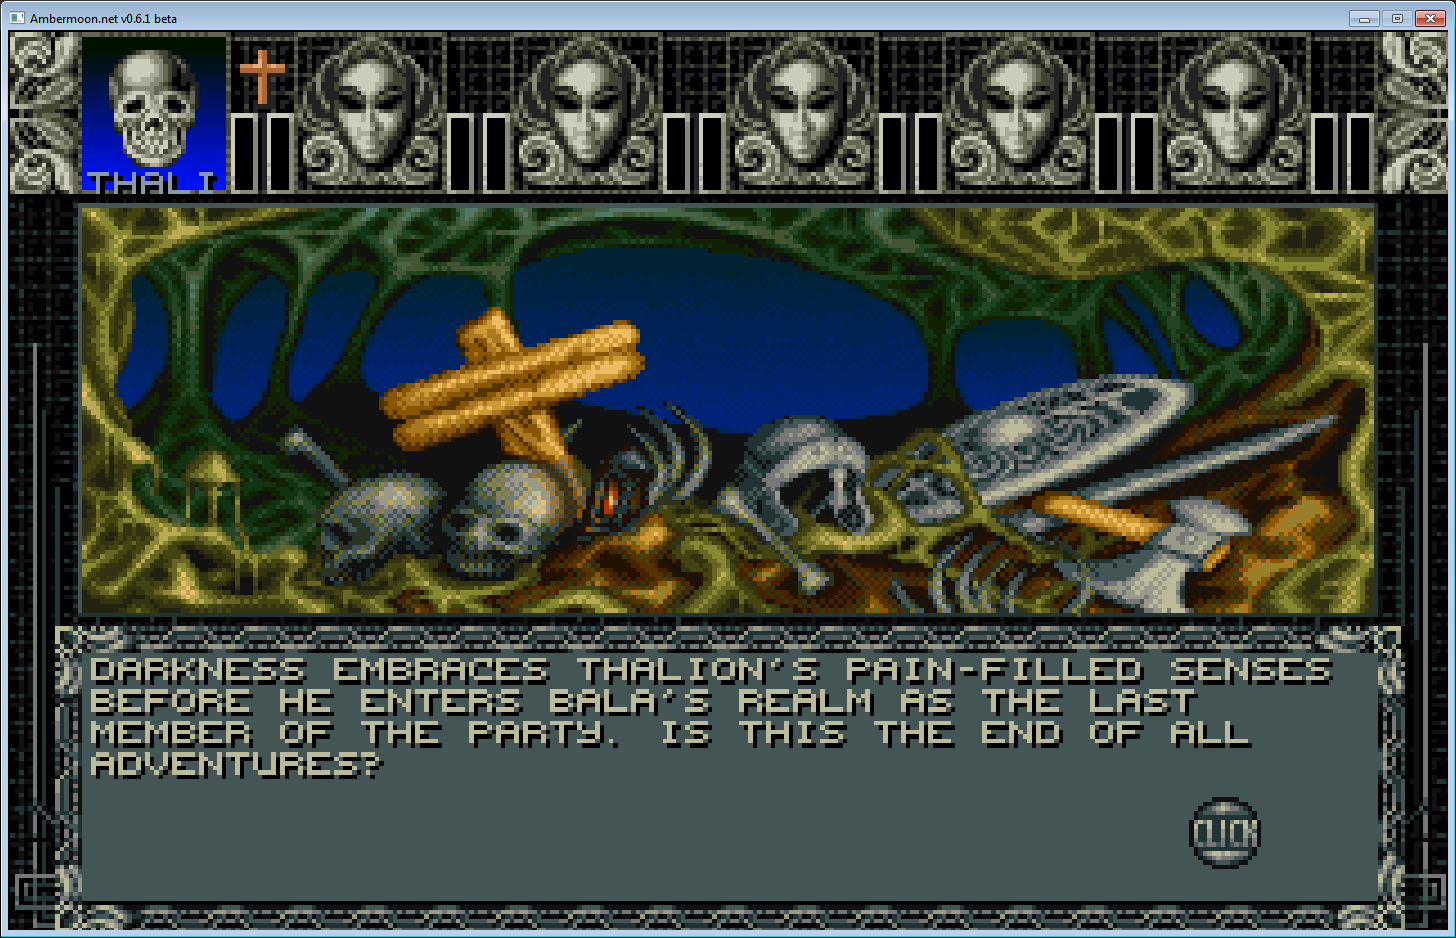 Ambermoon.net v0.6.1 beta
THALI
DARKNESS EMBRACES THALION'S PAIN-FILLED SENSES
BEFORE HE ENTERS BALA'S REALM AS THE LAST
MEMBER OF THE PARTY. IS THIS THE END OF ALL
ADVENTURES?
CLICK